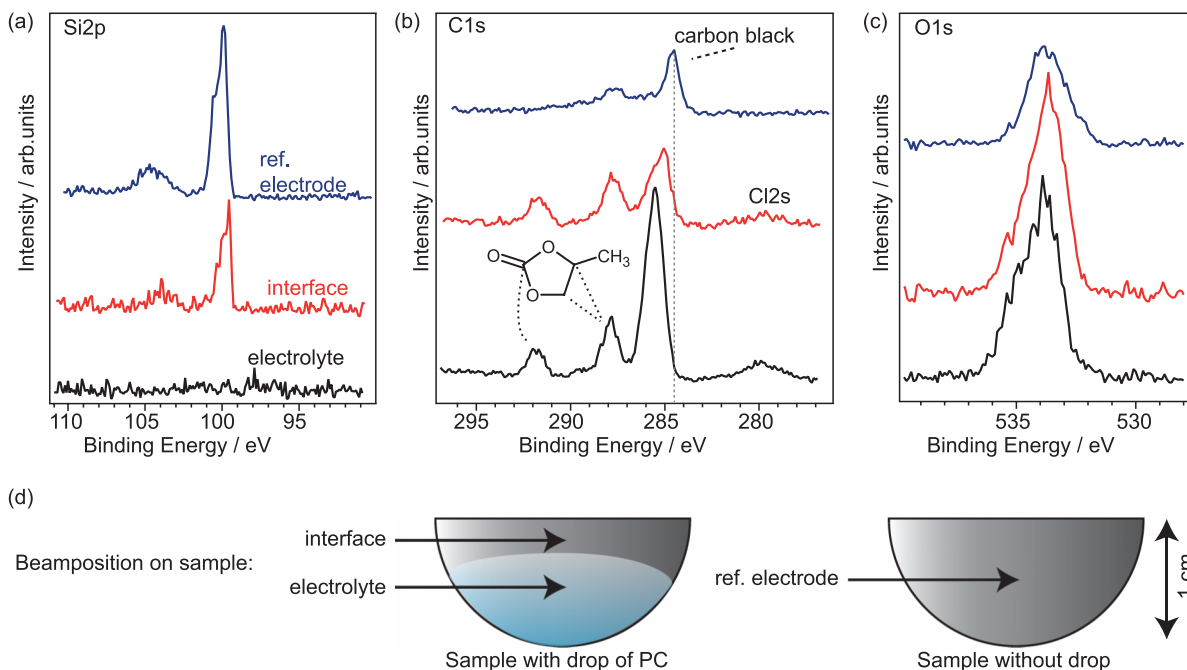 (a)
Si2p
Intensity / arb.units
ref.
electrode
interface
electrolyte
110 105 100 95
Binding Energy / eV
(b)
C1s
carbon black
Intensity / arb.units
Cl2s
O
O
CH3
O
295 290 285 280
Binding Energy / eV
(c)
O1s
Intensity / arb.units
535 530
Binding Energy / eV
(d)
Beamposition on sample:
interface
electrolyte
Sample with drop of PC
ref. electrode
Sample without drop
1 cm